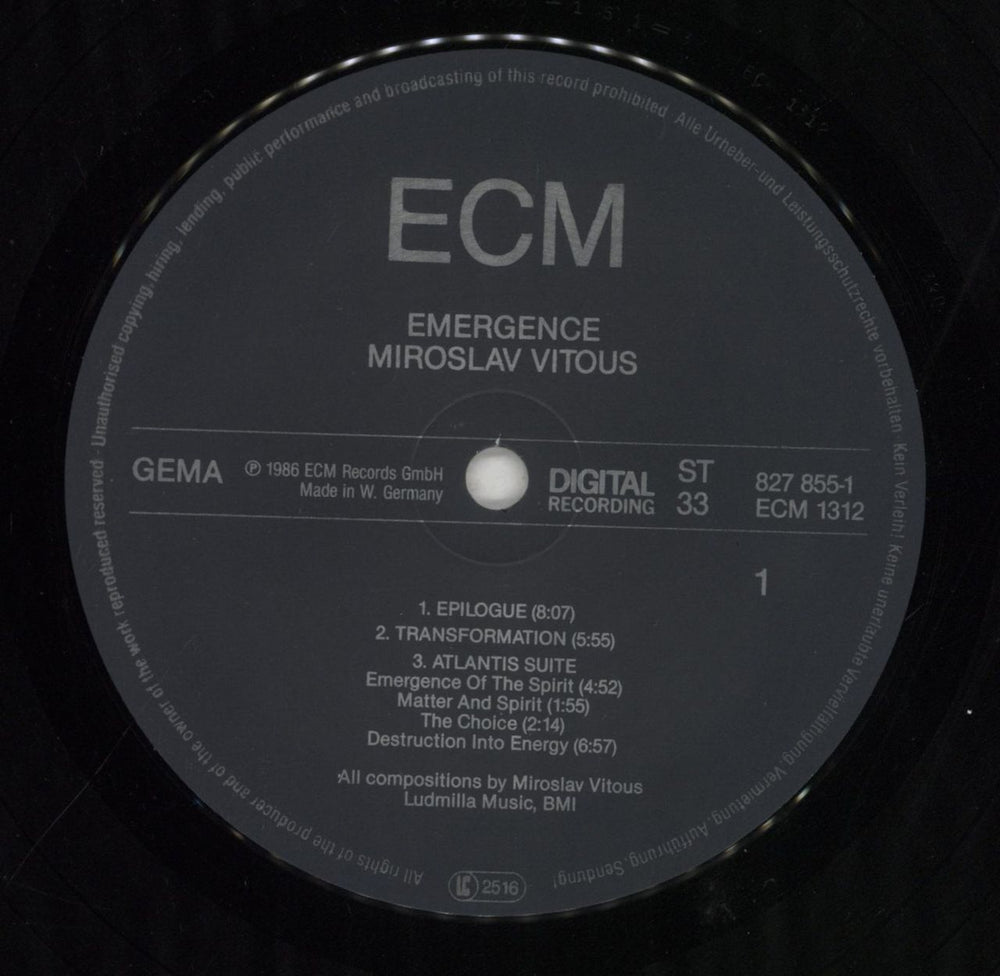 All rights of the producer and of the owner of the work reproduced reserved · Unauthorised copying, hiring, lending, public performance and broadcasting of this record prohibited. Alle Urheber-und Leistungsschutzrechte vorbehalten. Kein Verleih! Keine unerlaubte Vervielfältigung, Vermietung, Aufführung, Sendung!
ECM
EMERGENCE
MIROSLAV VITOUS
GEMA
℗ 1986 ECM Records GmbH
Made in W. Germany
DIGITAL
RECORDING
ST
33
827 855-1
ECM 1312
1
1. EPILOGUE (8:07)
2. TRANSFORMATION (5:55)
3. ATLANTIS SUITE
Emergence Of The Spirit (4:52)
Matter And Spirit (1:55)
The Choice (2:14)
Destruction Into Energy (6:57)
All compositions by Miroslav Vitous
Ludmilla Music, BMI
LC 2516